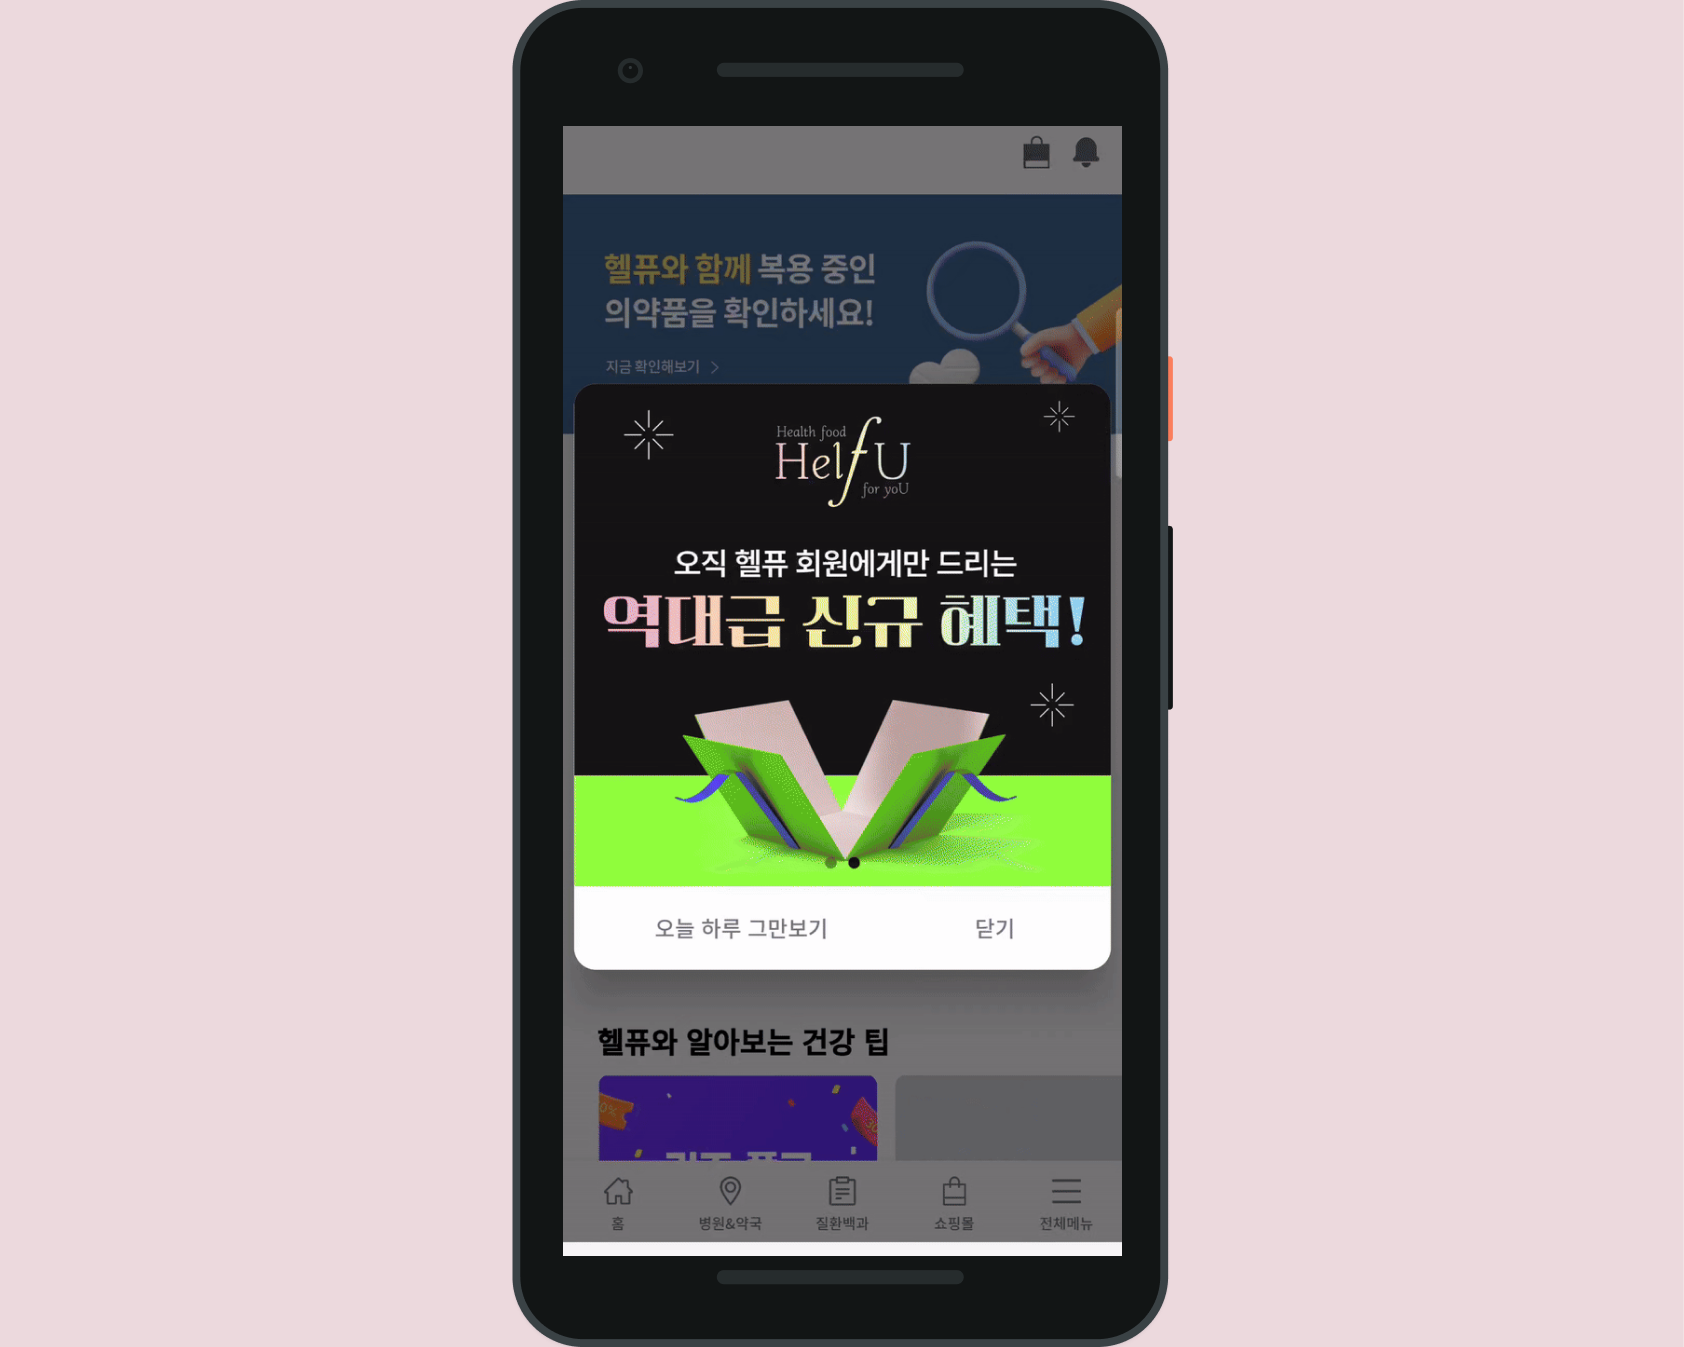 헬퓨와 함께 복용 중인
의약품을 확인하세요!
지금 확인해보기 >
Health food
HelfU
for yoU
오직 헬퓨 회원에게만 드리는
역대급 신규 혜택!
오늘 하루 그만보기
닫기
헬퓨와 알아보는 건강 팁
홈
병원&약국
질환백과
쇼핑몰
전체메뉴